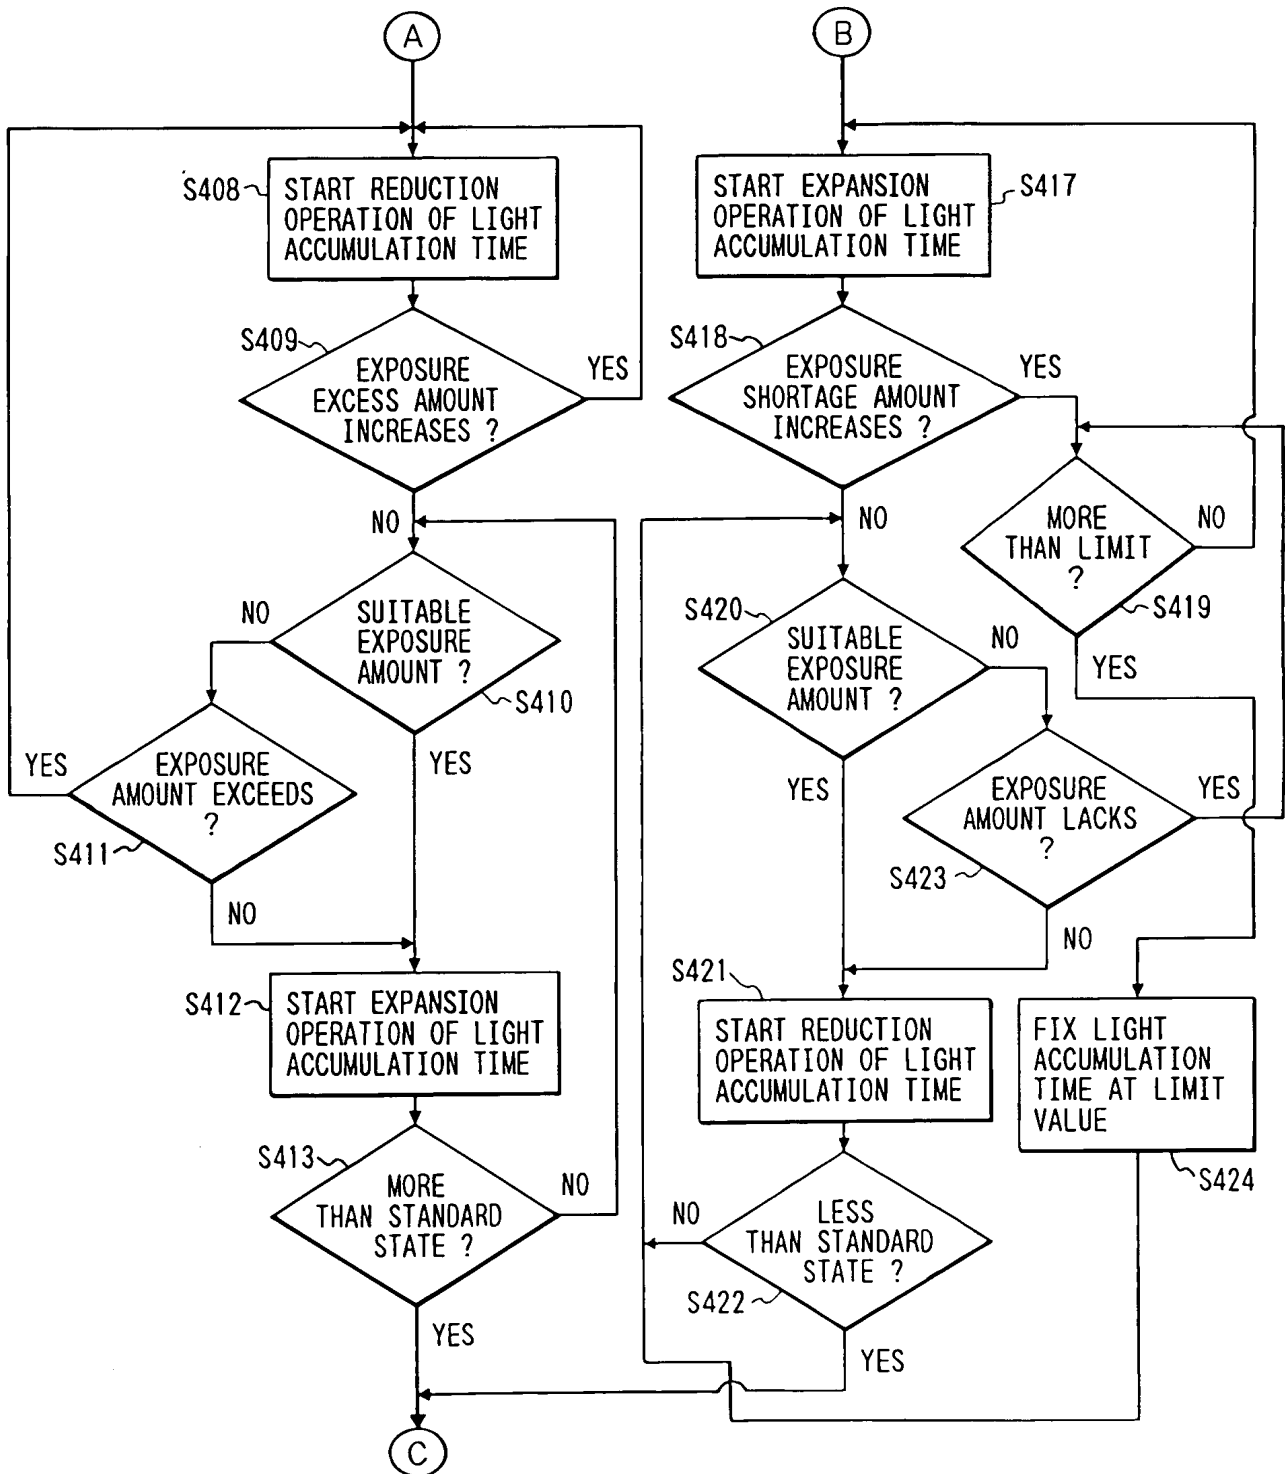 A
S408
START REDUCTION
OPERATION OF LIGHT
ACCUMULATION TIME
S409
EXPOSURE
EXCESS AMOUNT
INCREASES ?
YES
NO
SUITABLE
EXPOSURE
AMOUNT ?
S410
NO
YES
EXPOSURE
AMOUNT EXCEEDS
?
S411
YES
NO
S412
START EXPANSION
OPERATION OF LIGHT
ACCUMULATION TIME
S413
MORE
THAN STANDARD
STATE ?
NO
YES
C
B
START EXPANSION
OPERATION OF LIGHT
ACCUMULATION TIME
S417
S418
EXPOSURE
SHORTAGE AMOUNT
INCREASES ?
YES
NO
MORE
THAN LIMIT
?
NO
S419
YES
S420
SUITABLE
EXPOSURE
AMOUNT ?
NO
YES
EXPOSURE
AMOUNT LACKS
?
YES
S423
NO
S421
START REDUCTION
OPERATION OF LIGHT
ACCUMULATION TIME
LESS
THAN STANDARD
STATE ?
NO
S422
YES
FIX LIGHT
ACCUMULATION
TIME AT LIMIT
VALUE
S424